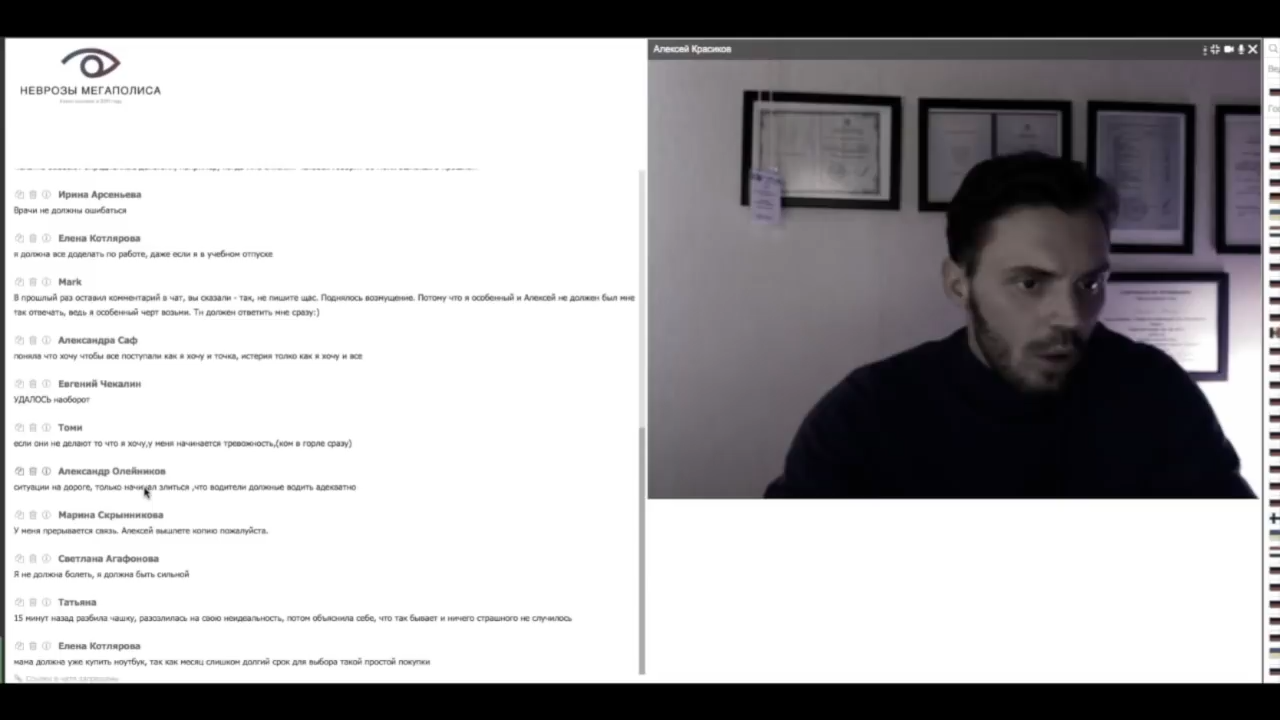 НЕВРОЗЫ МЕГАПОЛИСА
Алексей Красиков
Ирина Арсеньева
Врачи не должны ошибаться
Елена Котлярова
я должна все доделать по работе, даже если я в учебном отпуске
Mark
В прошлый раз оставил комментарий в чат, вы сказали - так, не пишите щас. Поднялось возмущение. Потому что я особенный и Алексей не должен был мне
так отвечать, ведь я особенный черт возьми. Ти должен ответить мне сразу:)
Александра Саф
поняла что хочу чтобы все поступали как я хочу и точка, истерия толко как я хочу и все
Евгений Чекалин
УДАЛОСЬ наоборот
Томи
если они не делают то что я хочу,у меня начинается тревожность,(ком в горле сразу)
Александр Олейников
ситуации на дороге, только начинал злиться ,что водители должные водить адекватно
Марина Скрынникова
У меня прерывается связь. Алексей вышлете копию пожалуйста.
Светлана Агафонова
Я не должна болеть, я должна быть сильной
Татьяна
15 минут назад разбила чашку, разозлилась на свою неидеальность, потом объяснила себе, что так бывает и ничего страшного не случилось
Елена Котлярова
мама должна уже купить ноутбук, так как месяц слишком долгий срок для выбора такой простой покупки
Ссылки в чате запрещены